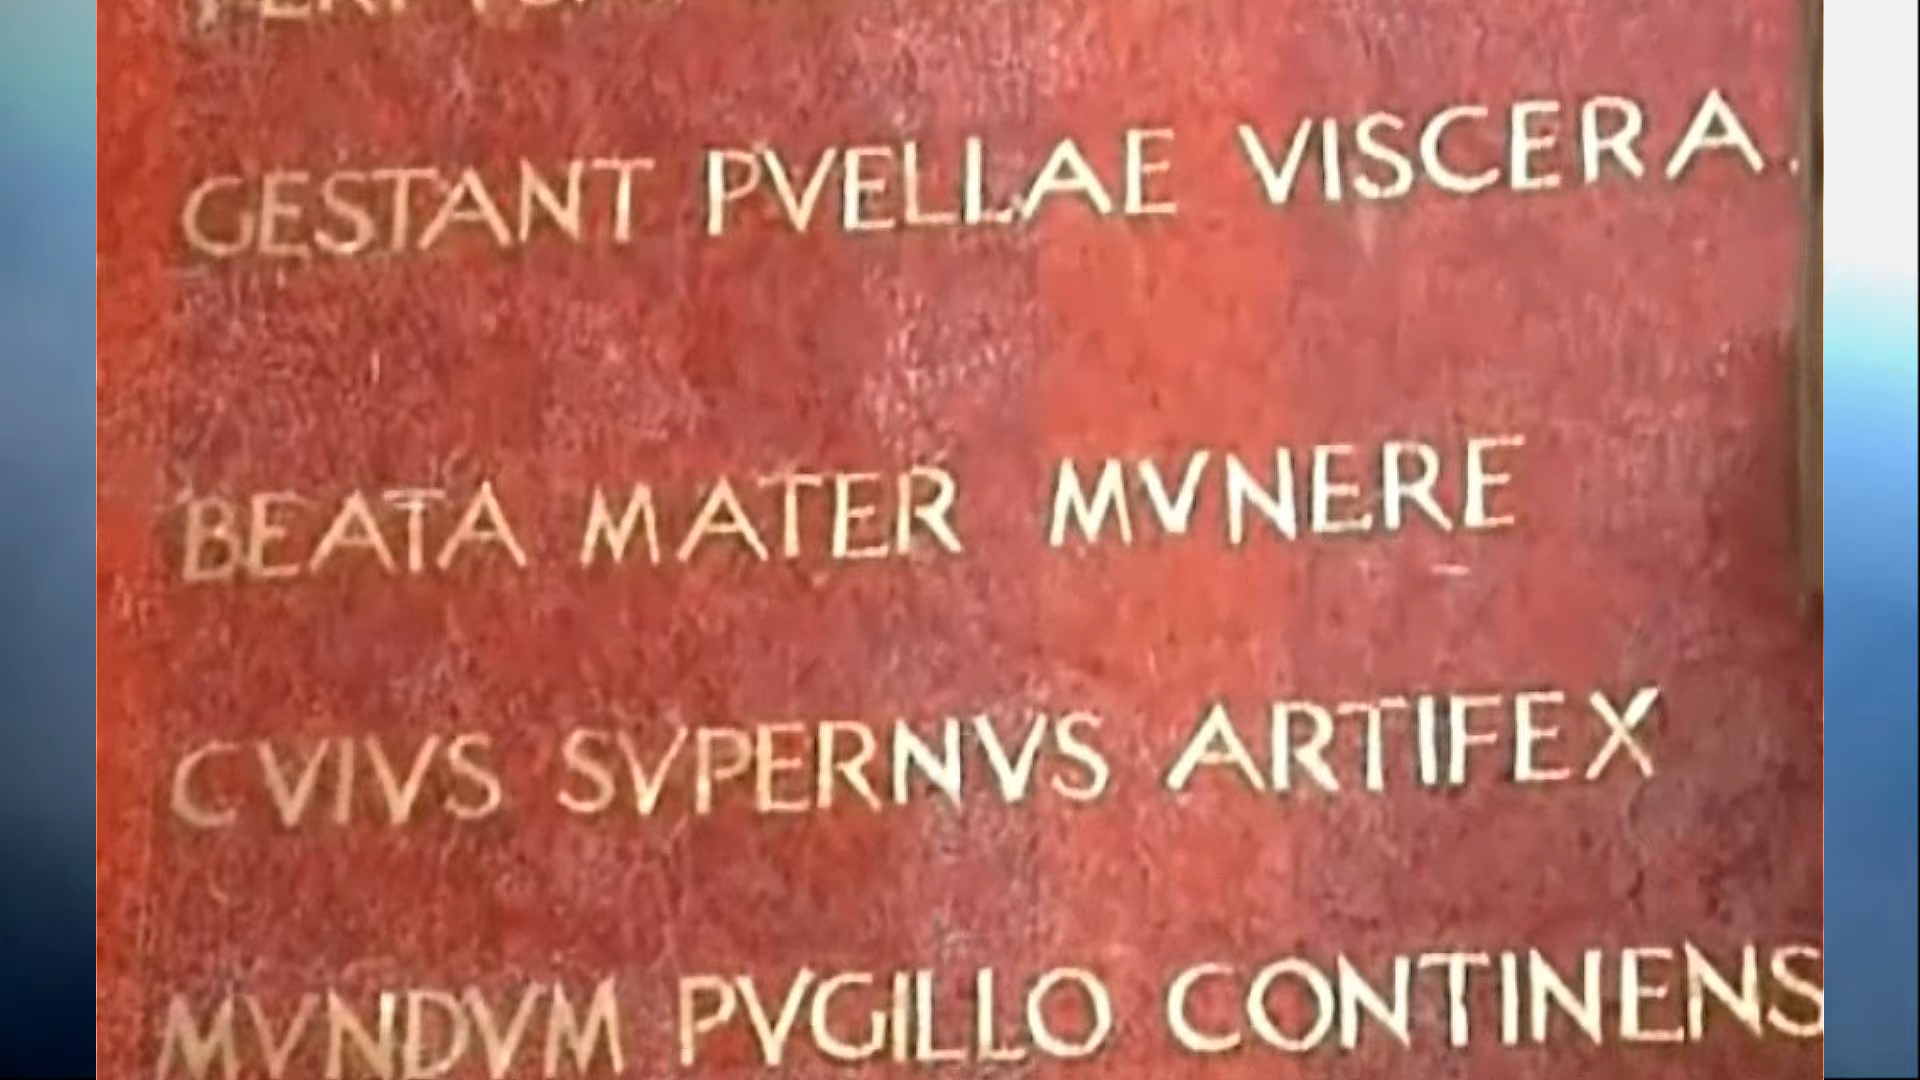 GESTANT PVELLAE VISCERA.
BEATA MATER MVNERE
CVIVS SVPERNVS ARTIFEX
MVNDVM PVGILLO CONTINENS